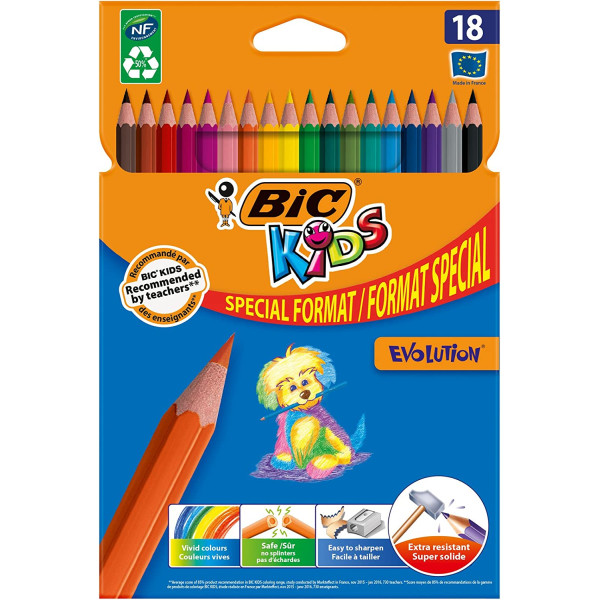 NF
ENVIRONNEMENT
50%
18
Made in France
BiC®
KiDS
Recommandé par
BIC® KIDS
Recommended
by teachers**
des enseignants**
SPECIAL FORMAT / FORMAT SPECIAL
EVOLUTION®
Vivid colours
Couleurs vives
Safe /Sûr
no splinters
pas d'échardes
Easy to sharpen
Facile à tailler
Extra resistant
Super solide